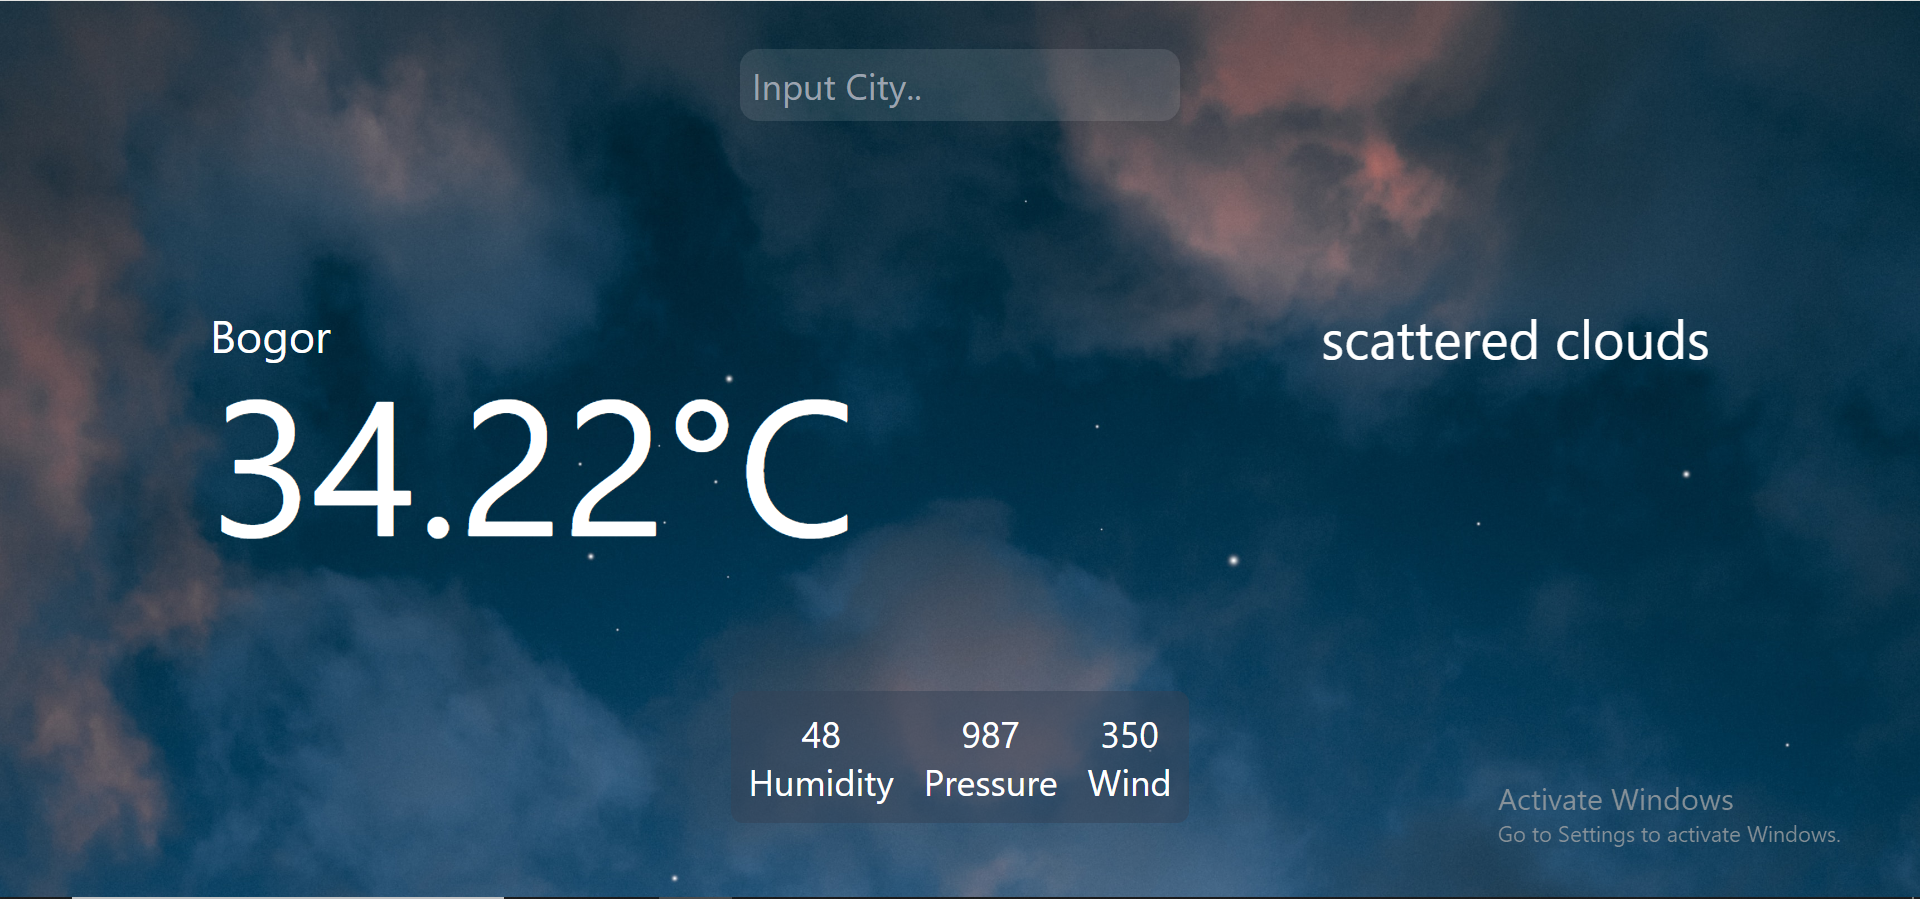 Input City..
Bogor
34.22°C
scattered clouds
48
Humidity
987
Pressure
350
Wind
Activate Windows
Go to Settings to activate Windows.